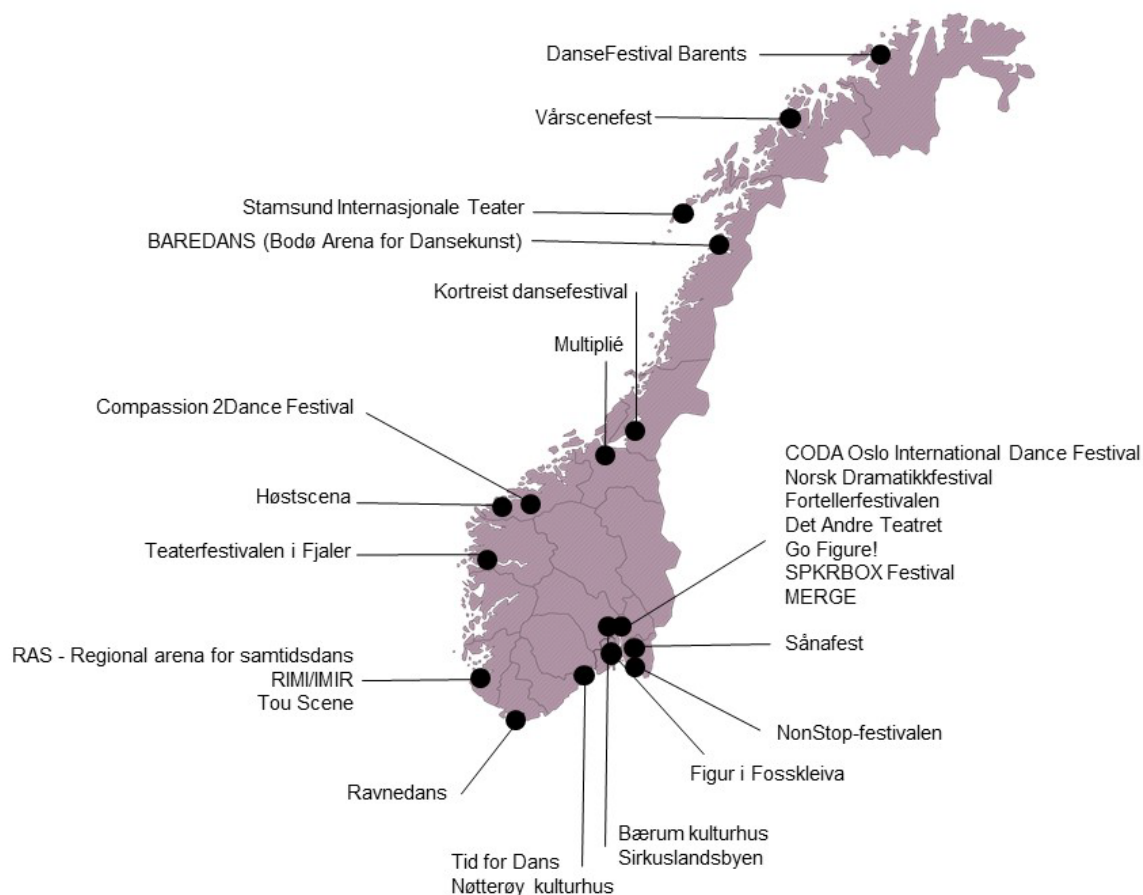 DanseFestival Barents
Vårscenefest
Stamsund Internasjonale Teater
BAREDANS (Bodø Arena for Dansekunst)
Kortreist dansefestival
Multiplié
Compassion 2Dance Festival
CODA Oslo International Dance Festival
Norsk Dramatikkfestival
Fortellerfestivalen
Det Andre Teatret
Go Figure!
SPKRBOX Festival
MERGE
Høstscena
Teaterfestivalen i Fjaler
Sånafest
RAS - Regional arena for samtidsdans
RIMI/IMIR
Tou Scene
NonStop-festivalen
Figur i Fosskleiva
Ravnedans
Bærum kulturhus
Sirkuslandsbyen
Tid for Dans
Nøtterøy kulturhus